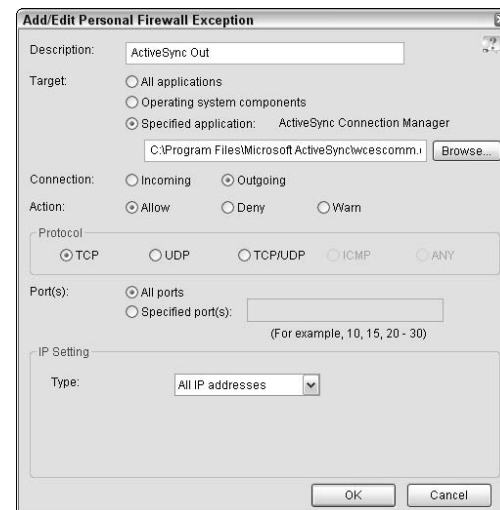 Add/Edit Personal Firewall Exception
Description: ActiveSync Out
Target: All applications
Operating system components
Specified application: ActiveSync Connection Manager
C:\Program Files\Microsoft ActiveSync\wcescomm. Browse...
Connection: Incoming Outgoing
Action: Allow Deny Warn
Protocol
TCP UDP TCP/UDP ICMP ANY
Port(s): All ports
Specified port(s):
(For example, 10, 15, 20 - 30)
IP Setting
Type: All IP addresses
OK Cancel